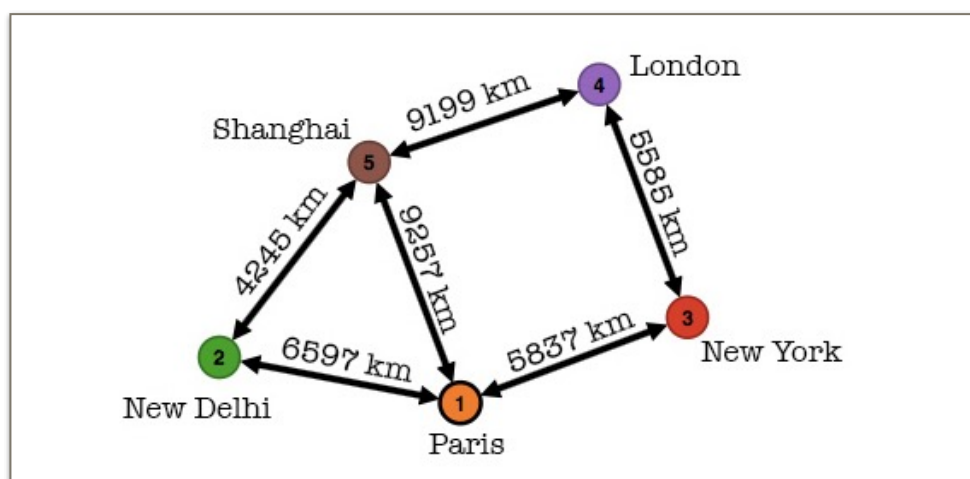 London
4
9199 km
Shanghai
5
5585 km
4245 km
9257 km
3
New York
5837 km
6597 km
2
New Delhi
1
Paris